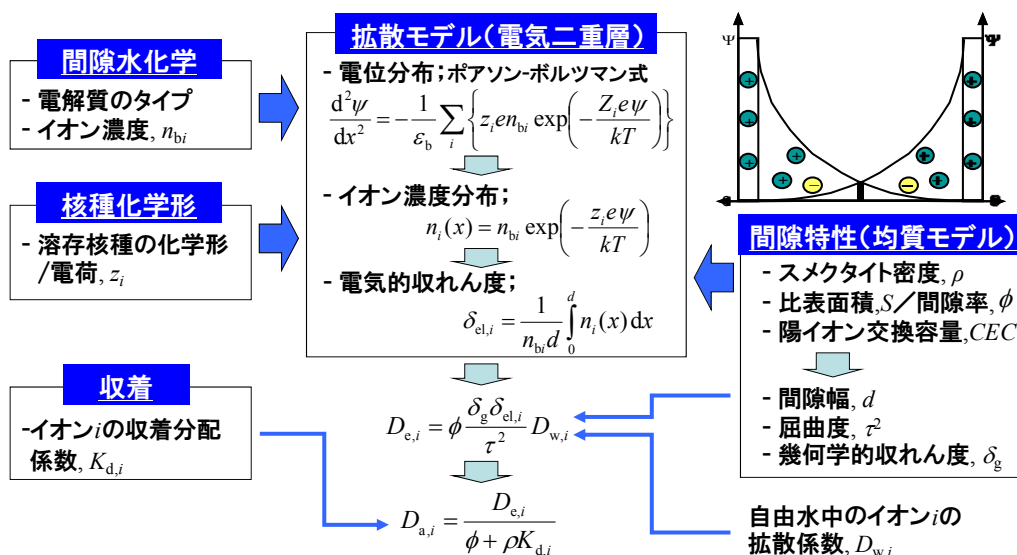 間隙水化学
- 電解質のタイプ
- イオン濃度, n_bi
核種化学形
- 溶存核種の化学形
/電荷, z_i
収着
-イオンiの収着分配
係数, K_d,i
拡散モデル(電気二重層)
- 電位分布;ポアソン-ボルツマン式
d²ψ/dx² = −1/ε_b ∑_i { z_i e n_bi exp(−Z_i eψ/kT) }
- イオン濃度分布;
n_i(x) = n_bi exp(−z_i eψ/kT)
- 電気的収れん度;
δ_el,i = 1/(n_bi d) ∫_0^d n_i(x) dx
D_e,i = ϕ (δ_g δ_el,i / τ²) D_w,i
D_a,i = D_e,i / (ϕ + ρK_d,i)
Ψ
+ + + + + + − − + + + + + +
間隙特性(均質モデル)
- スメクタイト密度, ρ
- 比表面積,S/間隙率, ϕ
- 陽イオン交換容量,CEC
- 間隙幅, d
- 屈曲度, τ²
- 幾何学的収れん度, δ_g
自由水中のイオンiの
拡散係数, D_w,i